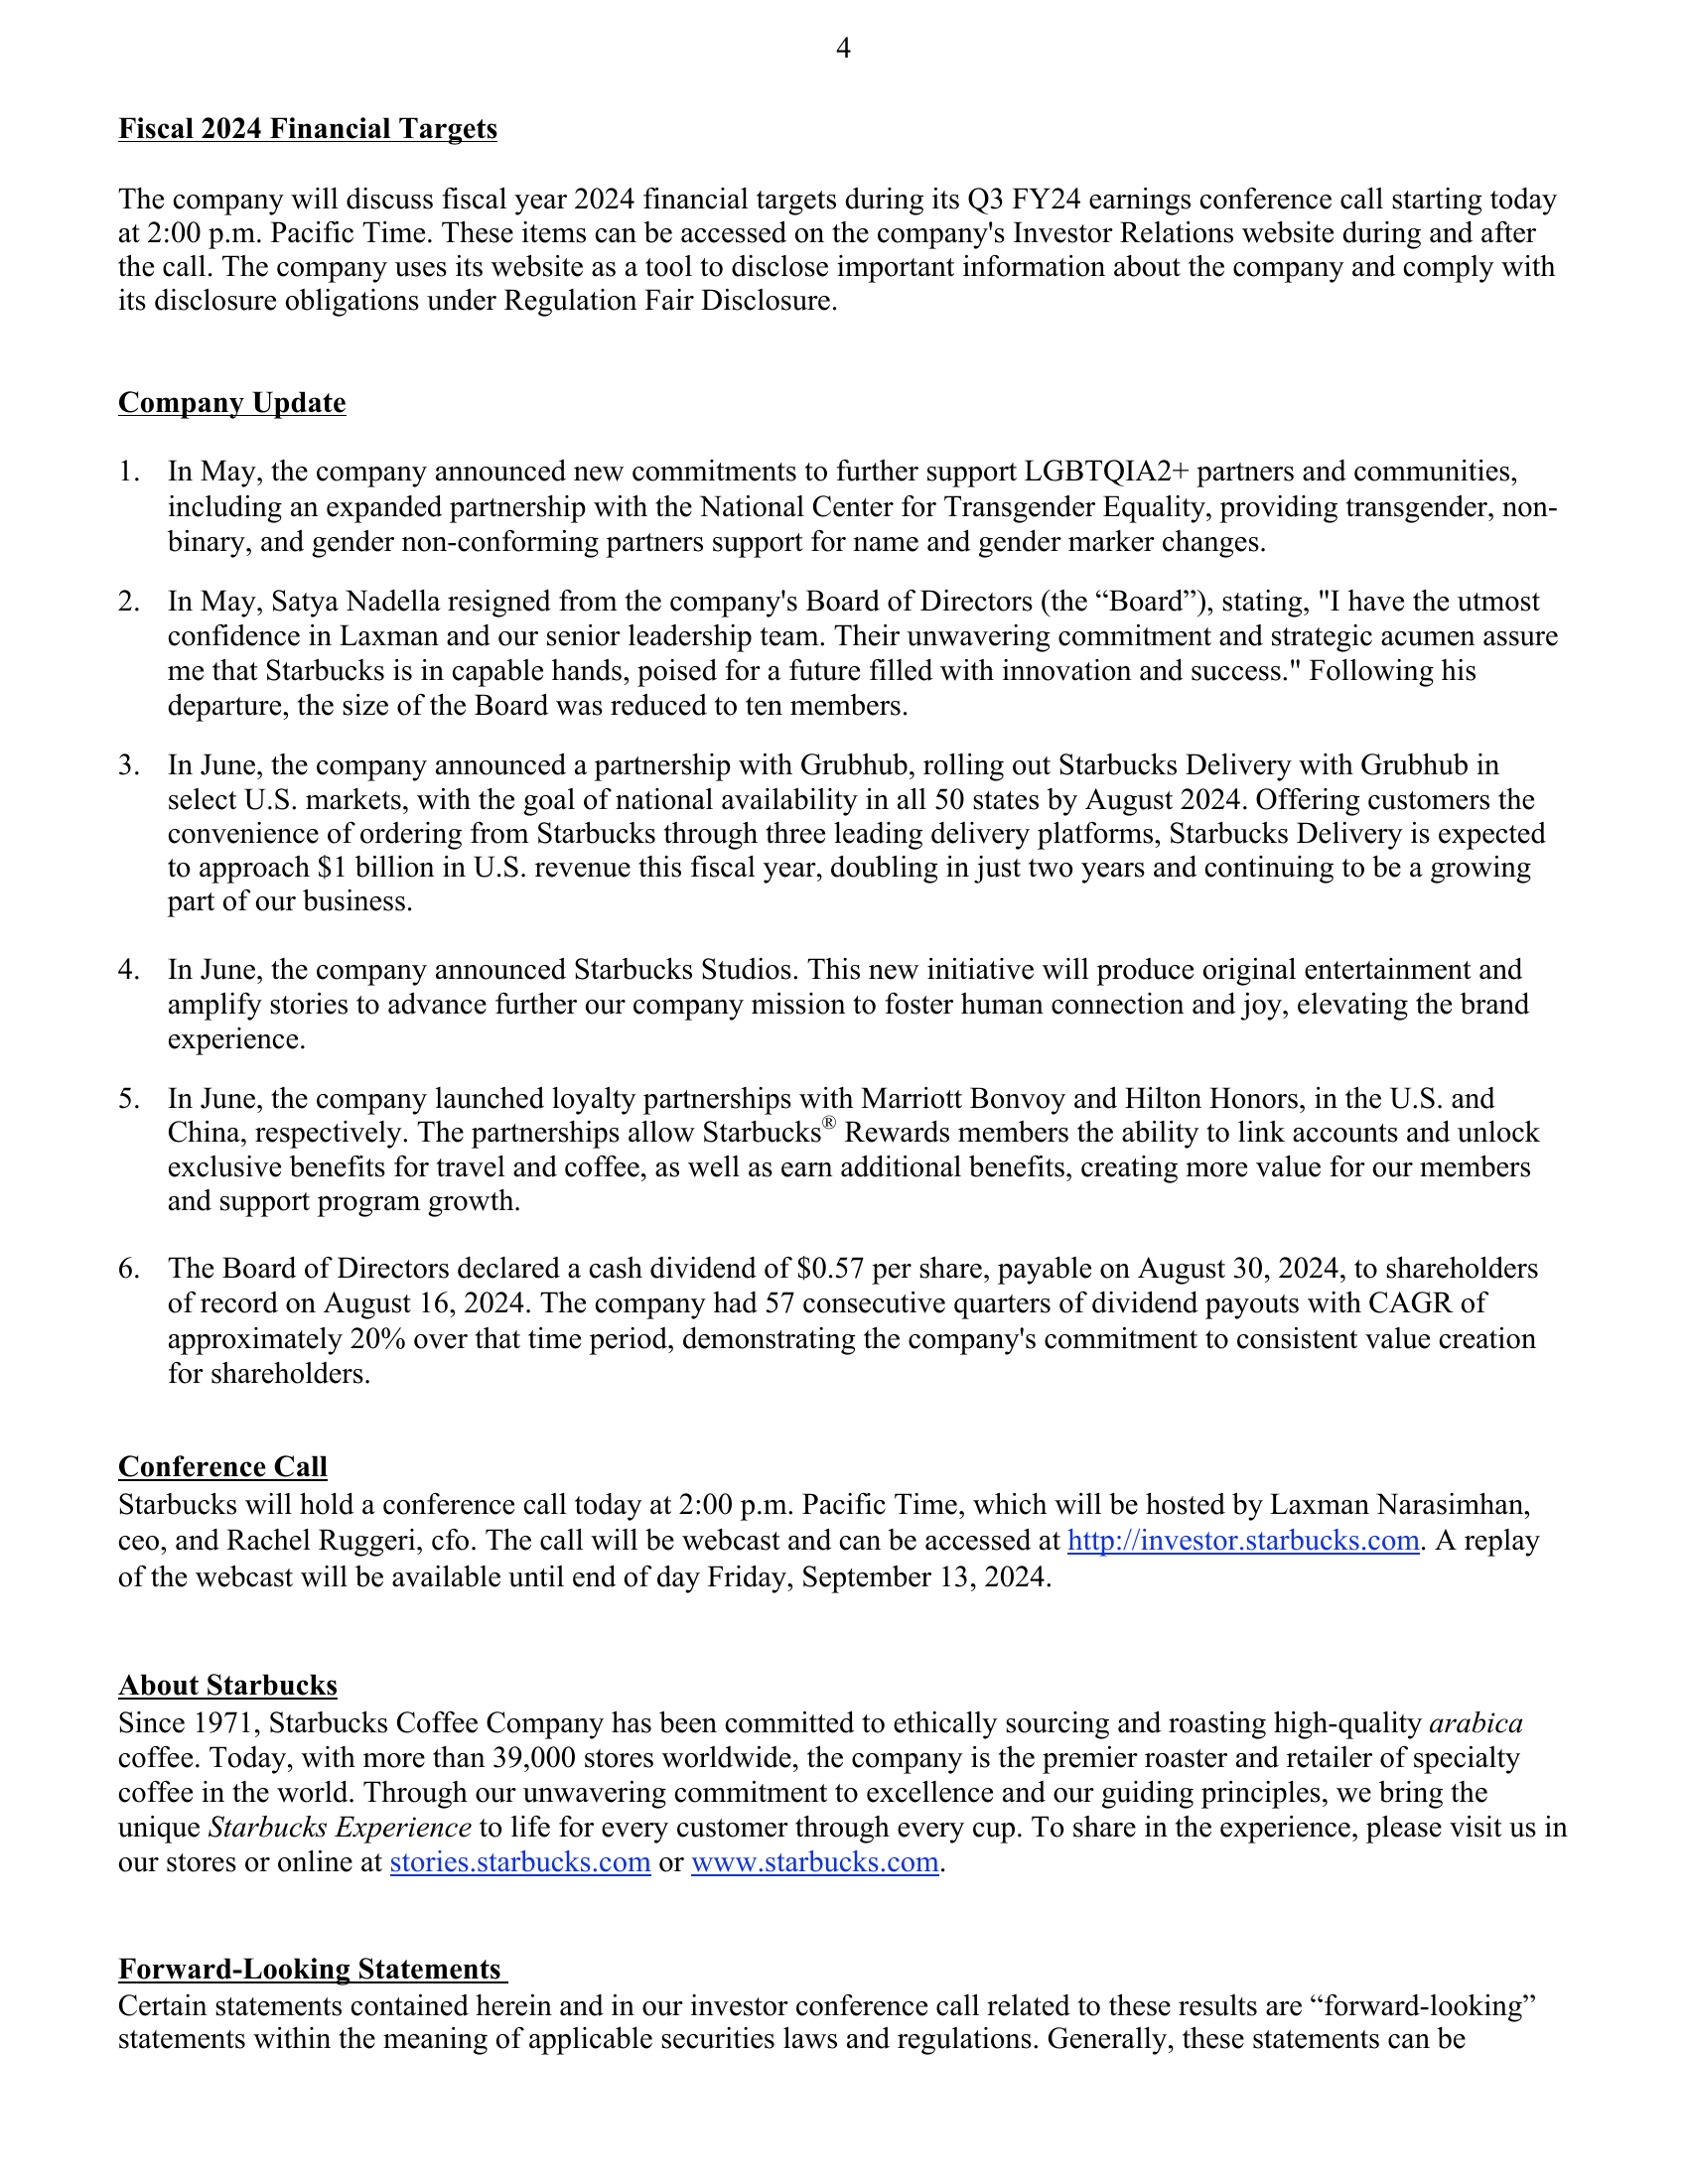 4
Fiscal 2024 Financial Targets
The company will discuss fiscal year 2024 financial targets during its Q3 FY24 earnings conference call starting today
at 2:00 p.m. Pacific Time. These items can be accessed on the company's Investor Relations website during and after
the call. The company uses its website as a tool to disclose important information about the company and comply with
its disclosure obligations under Regulation Fair Disclosure.
Company Update
1. In May, the company announced new commitments to further support LGBTQIA2+ partners and communities,
including an expanded partnership with the National Center for Transgender Equality, providing transgender, non-
binary, and gender non-conforming partners support for name and gender marker changes.
2. In May, Satya Nadella resigned from the company's Board of Directors (the “Board”), stating, "I have the utmost
confidence in Laxman and our senior leadership team. Their unwavering commitment and strategic acumen assure
me that Starbucks is in capable hands, poised for a future filled with innovation and success." Following his
departure, the size of the Board was reduced to ten members.
3. In June, the company announced a partnership with Grubhub, rolling out Starbucks Delivery with Grubhub in
select U.S. markets, with the goal of national availability in all 50 states by August 2024. Offering customers the
convenience of ordering from Starbucks through three leading delivery platforms, Starbucks Delivery is expected
to approach $1 billion in U.S. revenue this fiscal year, doubling in just two years and continuing to be a growing
part of our business.
4. In June, the company announced Starbucks Studios. This new initiative will produce original entertainment and
amplify stories to advance further our company mission to foster human connection and joy, elevating the brand
experience.
5. In June, the company launched loyalty partnerships with Marriott Bonvoy and Hilton Honors, in the U.S. and
China, respectively. The partnerships allow Starbucks® Rewards members the ability to link accounts and unlock
exclusive benefits for travel and coffee, as well as earn additional benefits, creating more value for our members
and support program growth.
6. The Board of Directors declared a cash dividend of $0.57 per share, payable on August 30, 2024, to shareholders
of record on August 16, 2024. The company had 57 consecutive quarters of dividend payouts with CAGR of
approximately 20% over that time period, demonstrating the company's commitment to consistent value creation
for shareholders.
Conference Call
Starbucks will hold a conference call today at 2:00 p.m. Pacific Time, which will be hosted by Laxman Narasimhan,
ceo, and Rachel Ruggeri, cfo. The call will be webcast and can be accessed at http://investor.starbucks.com. A replay
of the webcast will be available until end of day Friday, September 13, 2024.
About Starbucks
Since 1971, Starbucks Coffee Company has been committed to ethically sourcing and roasting high-quality arabica
coffee. Today, with more than 39,000 stores worldwide, the company is the premier roaster and retailer of specialty
coffee in the world. Through our unwavering commitment to excellence and our guiding principles, we bring the
unique Starbucks Experience to life for every customer through every cup. To share in the experience, please visit us in
our stores or online at stories.starbucks.com or www.starbucks.com.
Forward-Looking Statements
Certain statements contained herein and in our investor conference call related to these results are “forward-looking”
statements within the meaning of applicable securities laws and regulations. Generally, these statements can be